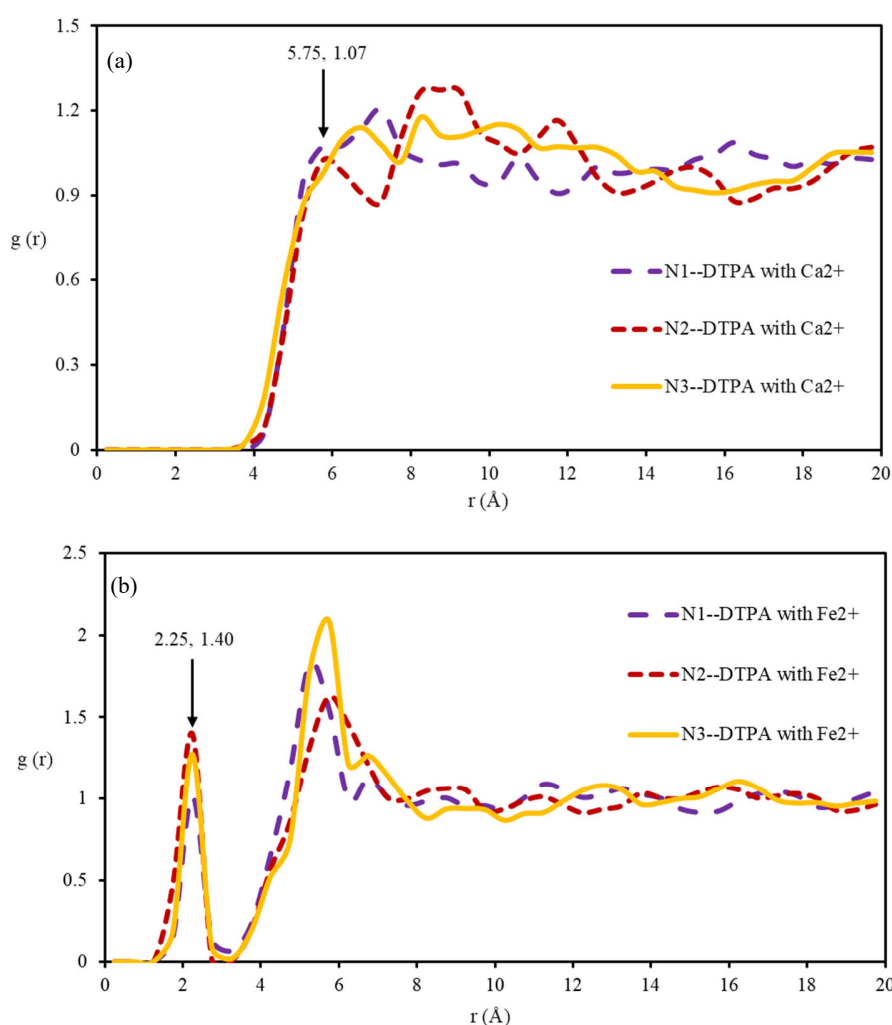 (a)
5.75, 1.07
1.5
1.2
0.9
0.6
0.3
0
g (r)
N1--DTPA with Ca2+
N2--DTPA with Ca2+
N3--DTPA with Ca2+
0 2 4 6 8 10 12 14 16 18 20
r (Å)
(b)
2.25, 1.40
2.5
2
1.5
1
0.5
0
g (r)
N1--DTPA with Fe2+
N2--DTPA with Fe2+
N3--DTPA with Fe2+
0 2 4 6 8 10 12 14 16 18 20
r (Å)